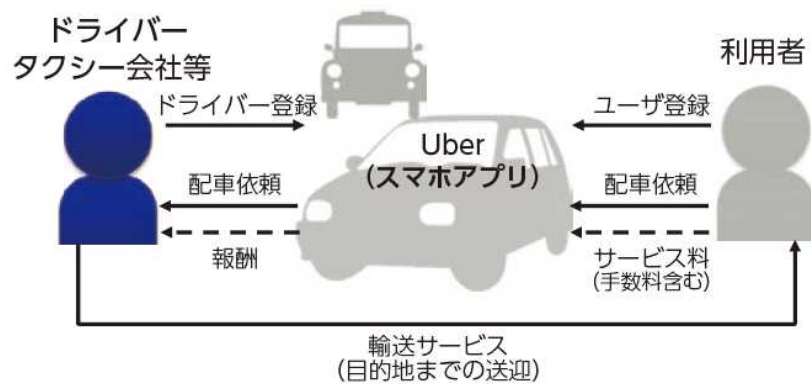 ドライバー
タクシー会社等
利用者
ドライバー登録
ユーザ登録
Uber
(スマホアプリ)
配車依頼
配車依頼
報酬
サービス料
(手数料含む)
輸送サービス
(目的地までの送迎)